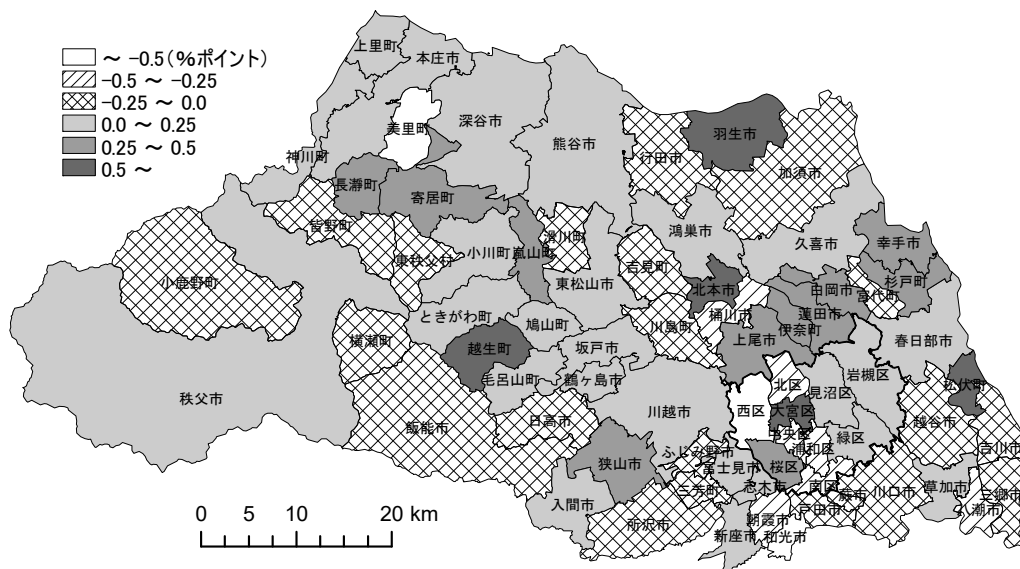 ~ -0.5(%ポイント)
-0.5 ~ -0.25
-0.25 ~ 0.0
0.0 ~ 0.25
0.25 ~ 0.5
0.5 ~
上里町
本庄市
美里町
深谷市
熊谷市
神川町
長瀞町
寄居町
皆野町
小鹿野町
東秩父村
小川町
嵐山町
滑川町
東松山市
行田市
羽生市
加須市
鴻巣市
久喜市
幸手市
杉戸町
宮代町
白岡市
蓮田市
伊奈町
上尾市
桶川市
北本市
吉見町
川島町
ときがわ町
鳩山町
越生町
坂戸市
毛呂山町
鶴ヶ島市
横瀬町
秩父市
飯能市
日高市
川越市
狭山市
入間市
所沢市
ふじみ野市
富士見市
三芳町
志木市
新座市
朝霞市
和光市
西区
北区
大宮区
見沼区
岩槻区
中央区
浦和区
緑区
桜区
南区
戸田市
蕨市
川口市
草加市
八潮市
三郷市
吉川市
越谷市
松伏町
春日部市
0 5 10 20 km